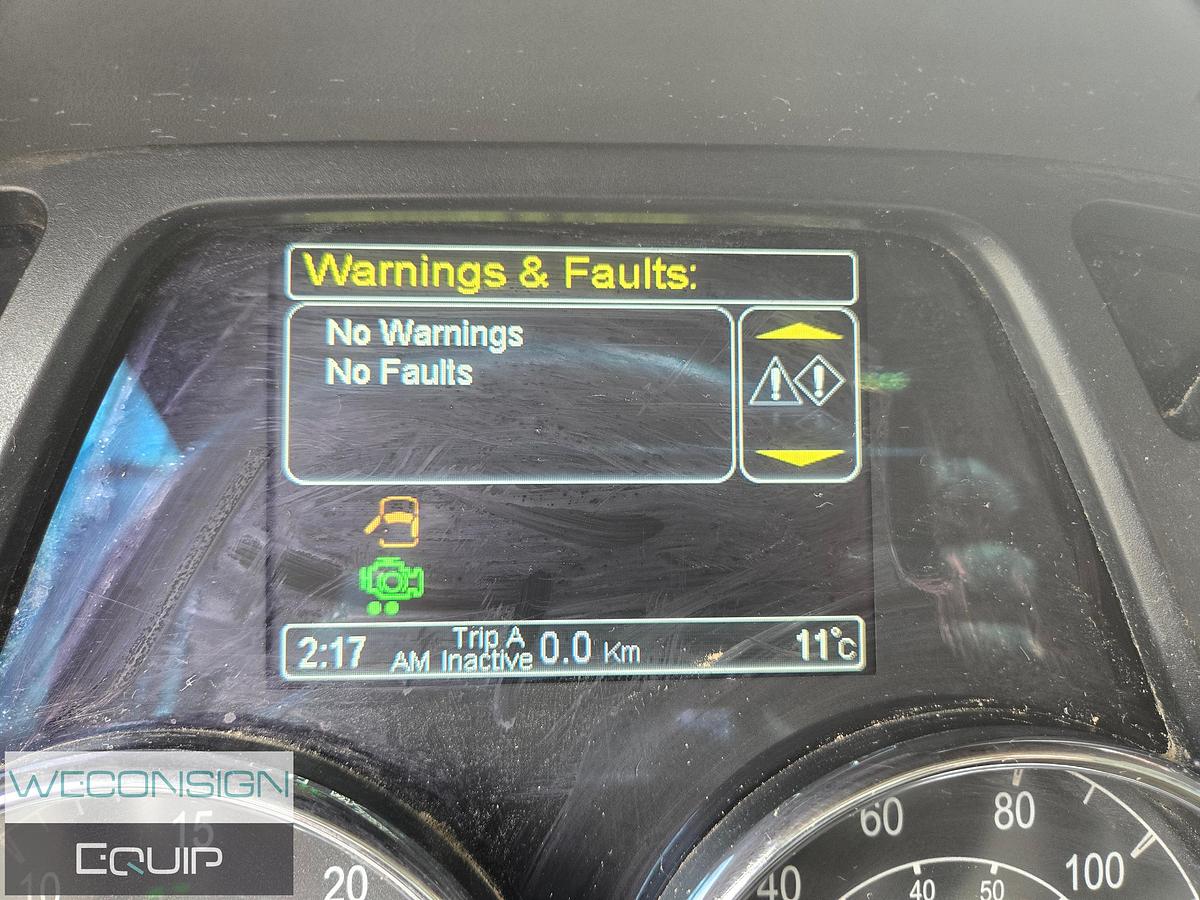 Warnings & Faults:
No Warnings
No Faults
2:17 AM
Trip A
Inactive
0.0 Km
11°C
WECONSIGN
EQUIP
15
10
20
40
60
80
100
40
50